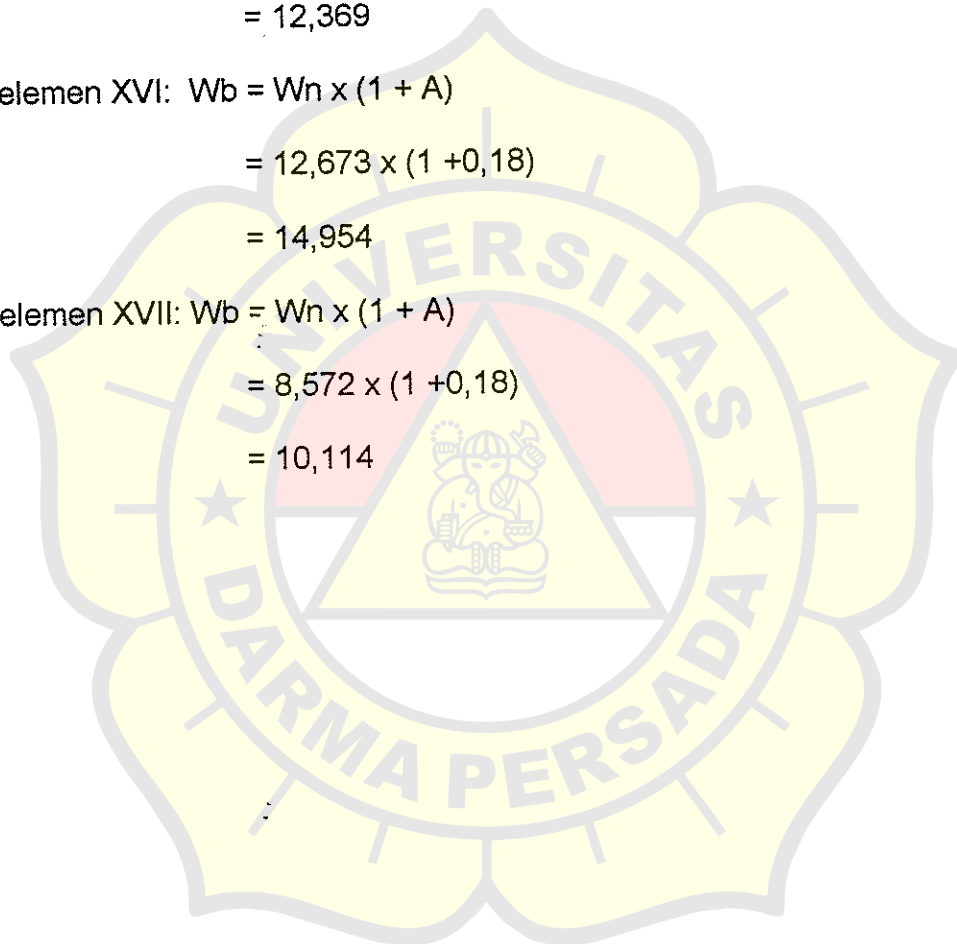 = 12,369
elemen XVI: Wb = Wn x (1 + A)
= 12,673 x (1 +0,18)
= 14,954
elemen XVII: Wb = Wn x (1 + A)
= 8,572 x (1 +0,18)
= 10,114
UNIVERSITAS
DARMA PERSADA